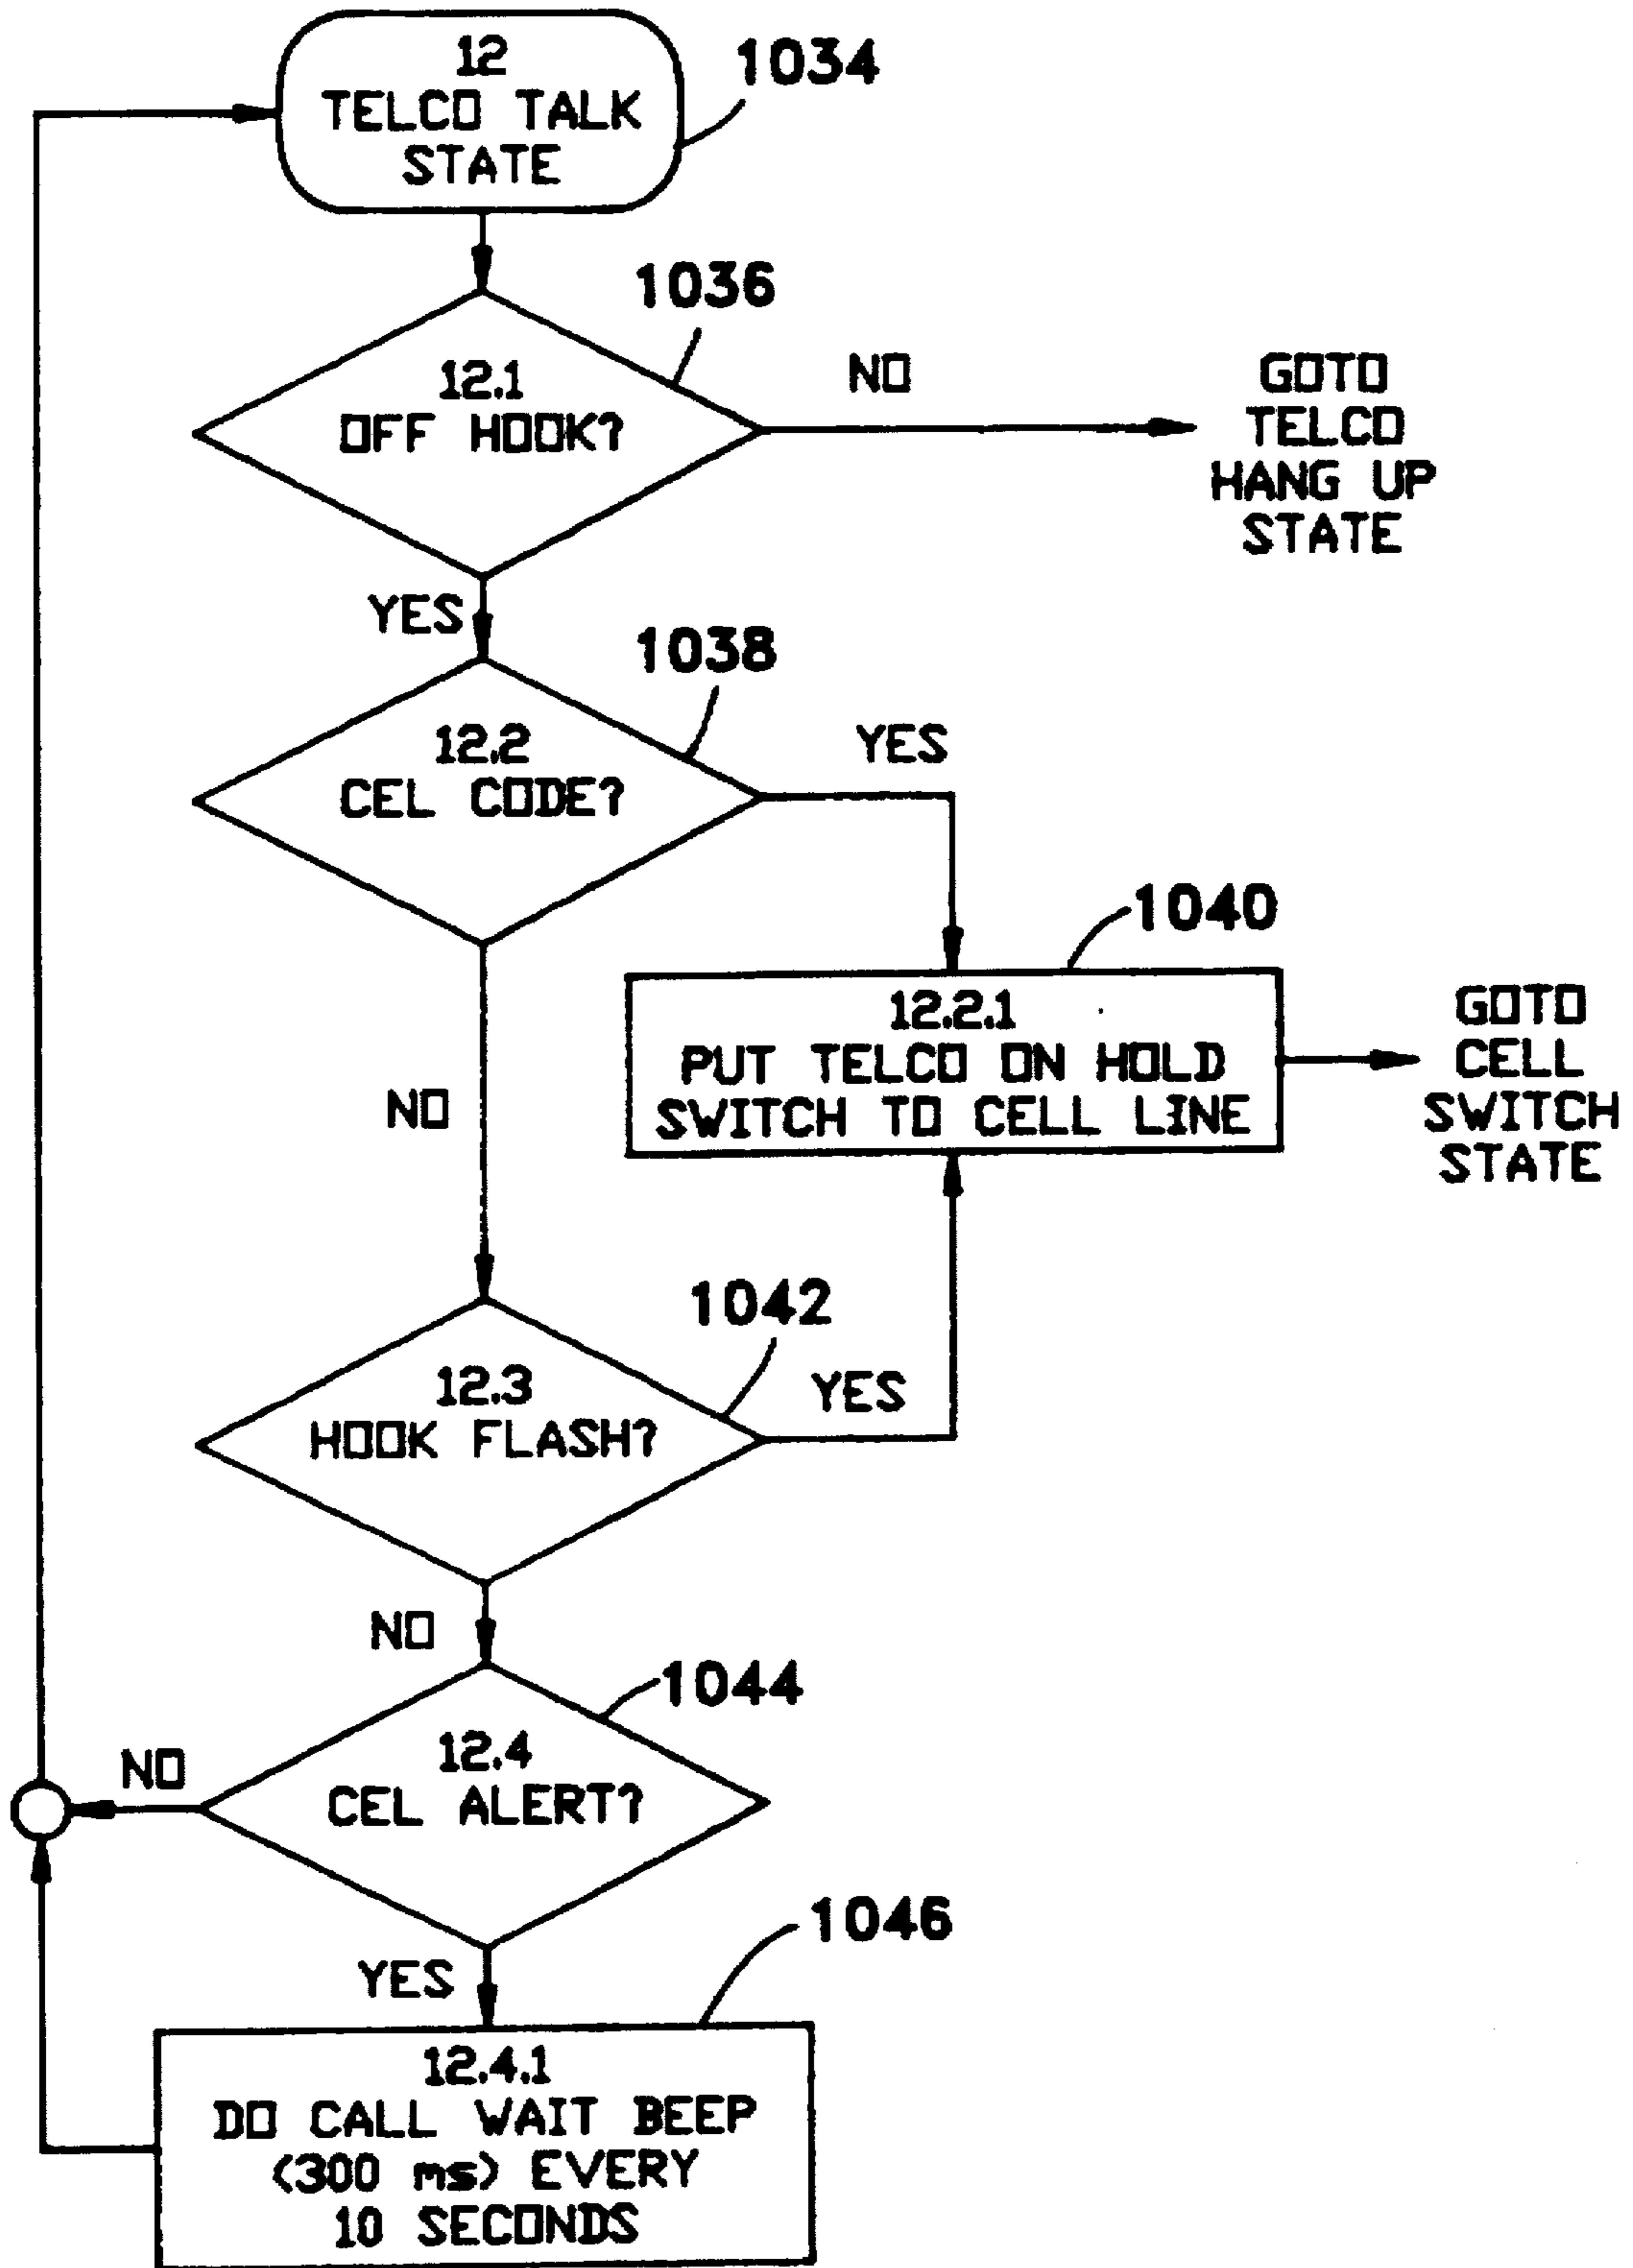 12
TELCO TALK
STATE
1034
1036
12.1
OFF HOOK?
NO
GOTO
TELCO
HANG UP
STATE
YES
1038
12.2
CEL CODE?
YES
1040
12.2.1
PUT TELCO ON HOLD
SWITCH TO CELL LINE
GOTO
CELL
SWITCH
STATE
NO
1042
12.3
HOOK FLASH?
YES
NO
1044
12.4
CEL ALERT?
NO
YES
1046
12.4.1
DO CALL WAIT BEEP
(300 ms) EVERY
10 SECONDS